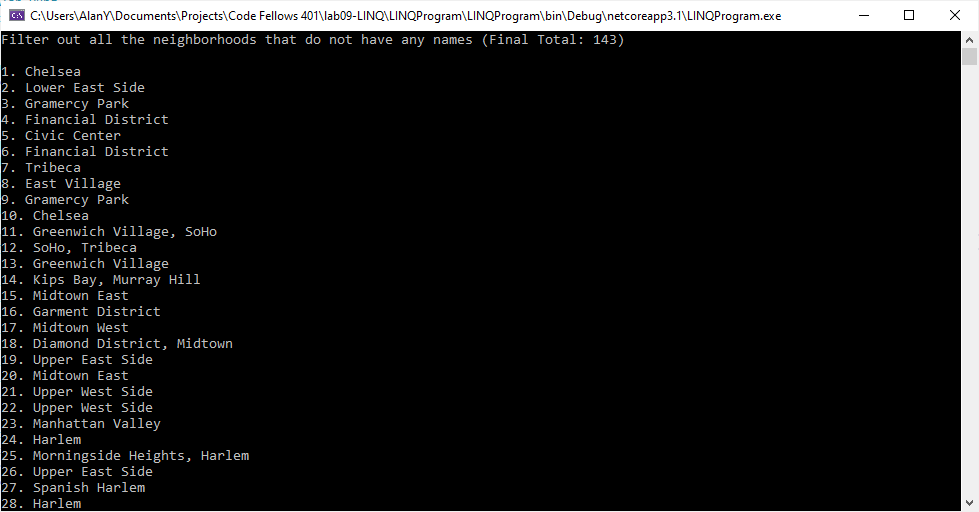 C:\Users\AlanY\Documents\Projects\Code Fellows 401\lab09-LINQ\LINQProgram\LINQProgram\bin\Debug\netcoreapp3.1\LINQProgram.exe
Filter out all the neighborhoods that do not have any names (Final Total: 143)
1. Chelsea
2. Lower East Side
3. Gramercy Park
4. Financial District
5. Civic Center
6. Financial District
7. Tribeca
8. East Village
9. Gramercy Park
10. Chelsea
11. Greenwich Village, SoHo
12. SoHo, Tribeca
13. Greenwich Village
14. Kips Bay, Murray Hill
15. Midtown East
16. Garment District
17. Midtown West
18. Diamond District, Midtown
19. Upper East Side
20. Midtown East
21. Upper West Side
22. Upper West Side
23. Manhattan Valley
24. Harlem
25. Morningside Heights, Harlem
26. Upper East Side
27. Spanish Harlem
28. Harlem